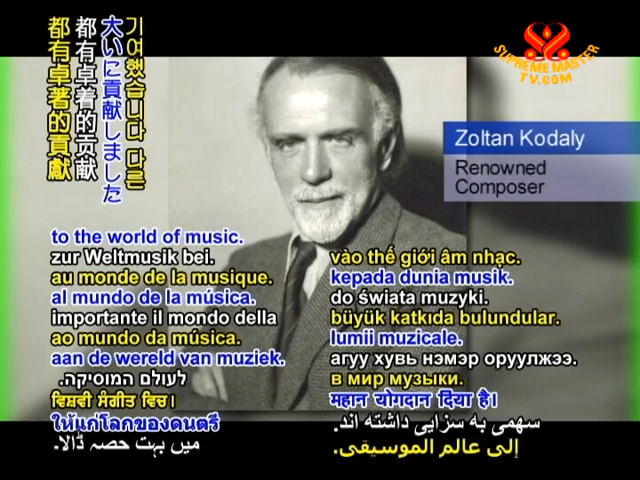 都有卓著的貢獻
都有卓着的贡献
大いに貢献しました
기여했습니다 다른
SUPREME MASTER
TV.COM
Zoltan Kodaly
Renowned
Composer
to the world of music.
zur Weltmusik bei.
au monde de la musique.
al mundo de la música.
importante il mondo della
ao mundo da música.
aan de wereld van muziek.
לעולם המוסיקה.
ਵਿਸ਼ਵੀ ਸੰਗੀਤ ਵਿਚ।
ให้แก่โลกของดนตรี
میں بہت حصہ ڈالا۔
vào thế giới âm nhạc.
kepada dunia musik.
do świata muzyki.
büyük katkıda bulundular.
lumii muzicale.
агуу хувь нэмэр оруулжээ.
в мир музыки.
महान योगदान दिया है।
سهمی به سزایی داشته اند.
إلى عالم الموسيقى.